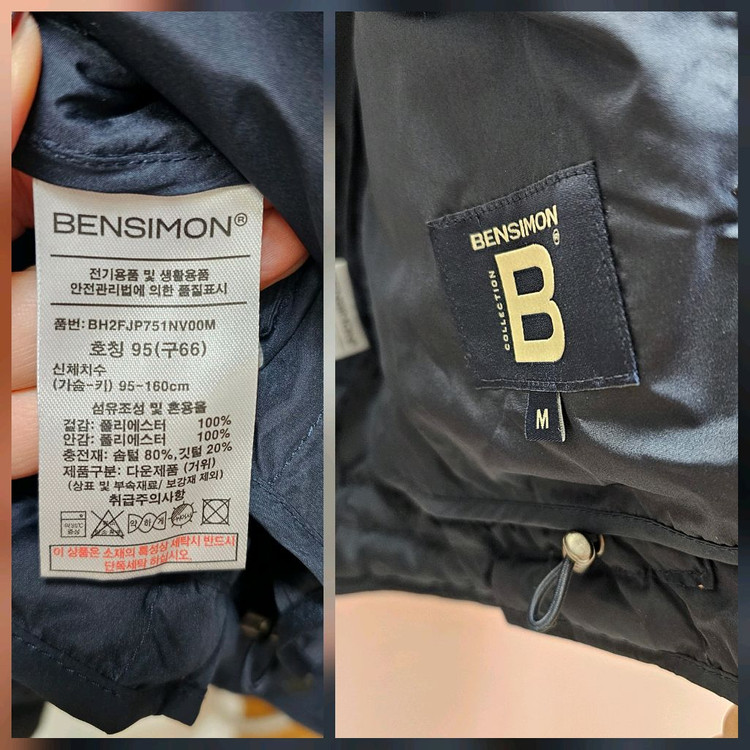 BENSIMON®
전기용품 및 생활용품
안전관리법에 의한 품질표시
품번: BH2FJP751NV00M
호칭 95(구66)
신체치수
(가슴-키) 95-160cm
섬유조성 및 혼용율
겉감: 폴리에스터 100%
안감: 폴리에스터 100%
충전재: 솜털 80%,깃털 20%
제품구분: 다운제품 (거위)
(상표 및 부속재료/ 보강재 제외)
취급주의사항
약하게
이 상품은 소재의 특성상 세탁시 반드시
단독세탁 하십시오.
BENSIMON®
COLLECTION
B
M